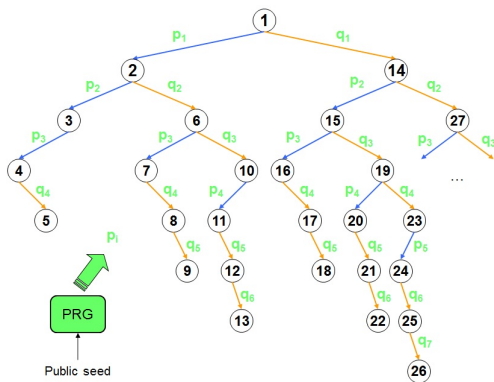 1
p1 q1
2 14
p2 q2 p2 q2
3 6 15 27
p3 p3 q3 p3 q3 p3 q3
4 7 10 16 19 ...
q4 q4 p4 q4 p4 q4
5 8 11 17 20 23
pi q5 q5 q5 q5 p5
9 12 18 21 24
q6 q6 q6
PRG 13 22 25
q7
Public seed 26